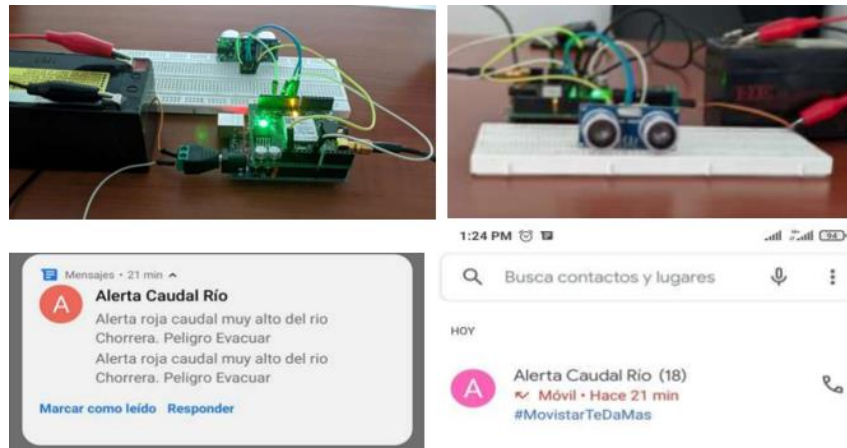 Mensajes • 21 min
A
Alerta Caudal Río
Alerta roja caudal muy alto del rio
Chorrera. Peligro Evacuar
Alerta roja caudal muy alto del rio
Chorrera. Peligro Evacuar
Marcar como leído Responder
1:24 PM
94
Busca contactos y lugares
HOY
A
Alerta Caudal Río (18)
Móvil • Hace 21 min
#MovistarTeDaMas